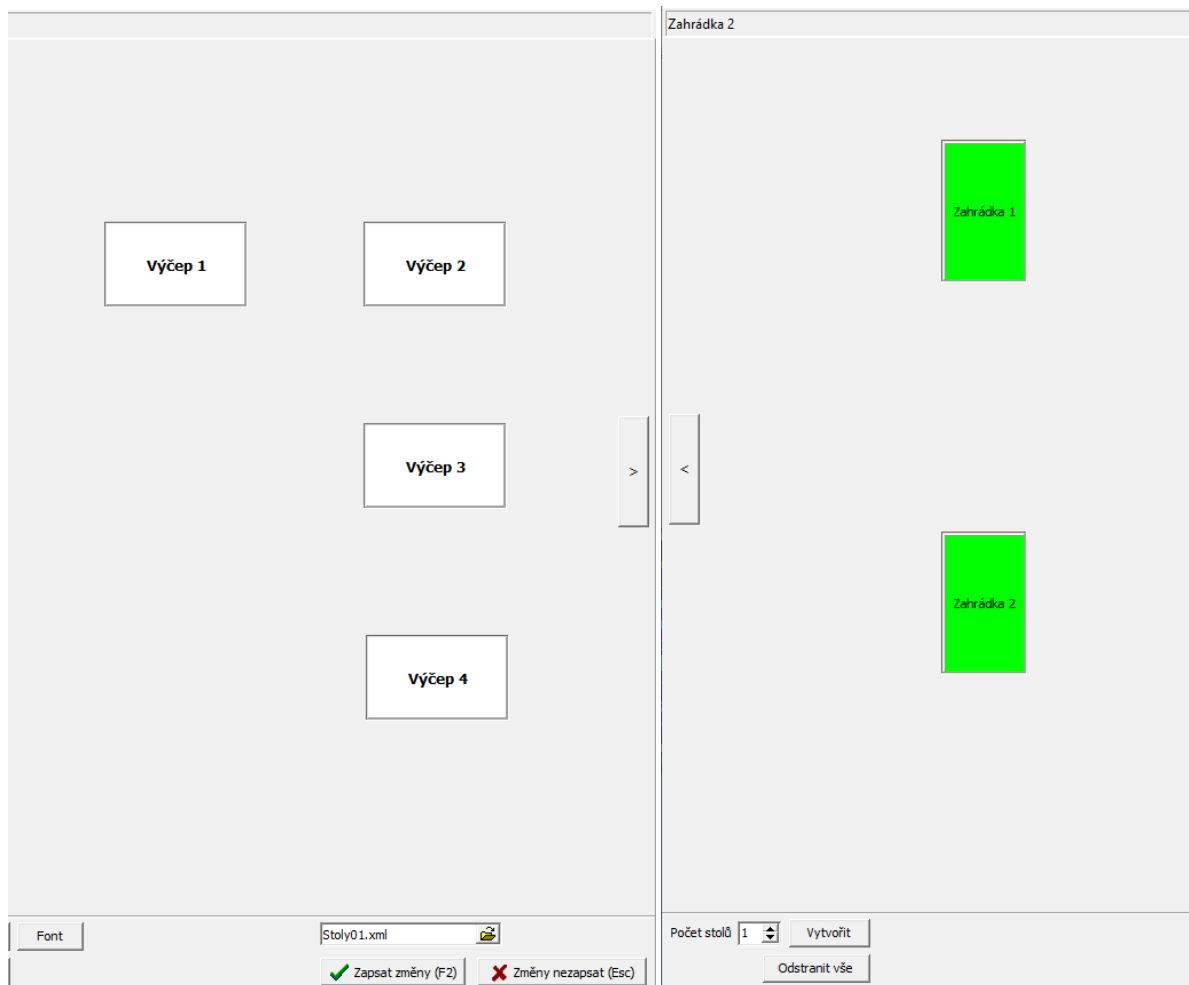 Výčep 1
Výčep 2
Výčep 3
>
Výčep 4
Font
Stoly01.xml
Zapsat změny (F2)
Změny nezapsat (Esc)
Zahrádka 2
Zahrádka 1
<
Zahrádka 2
Počet stolů 1 Vytvořit
Odstranit vše